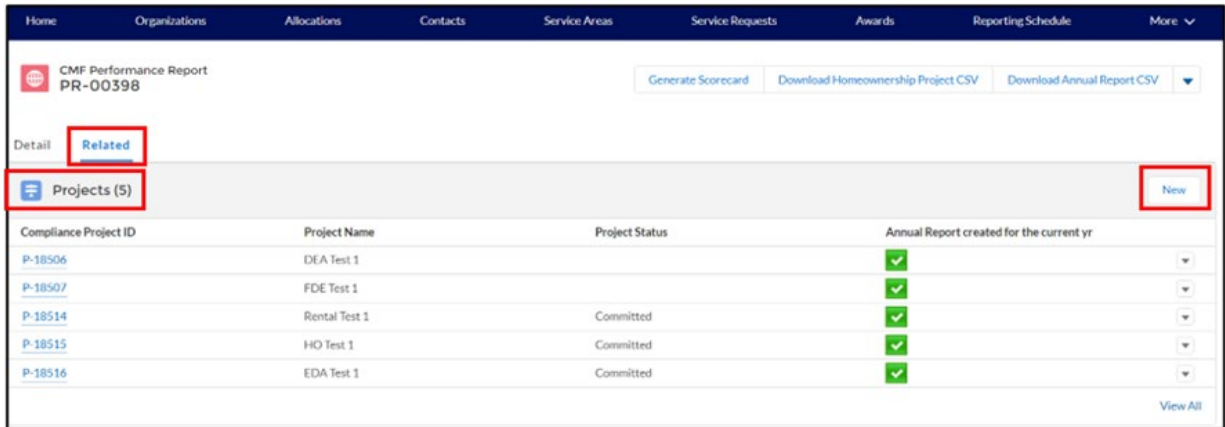 Home Organizations Allocations Contacts Service Areas Service Requests Awards Reporting Schedule More
CMF Performance Report
PR-00398
Generate Scorecard Download Homeownership Project CSV Download Annual Report CSV
Detail Related
Projects (5)
New
Compliance Project ID Project Name Project Status Annual Report created for the current yr
P-18506 DEA Test 1
P-18507 FDE Test 1
P-18514 Rental Test 1 Committed
P-18515 HO Test 1 Committed
P-18516 EDA Test 1 Committed
View All